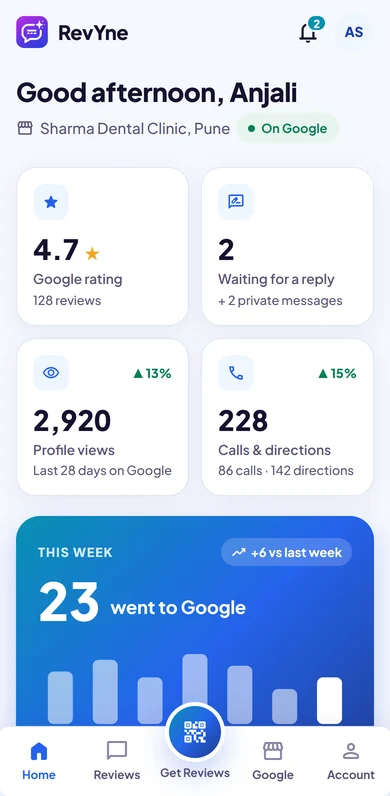 RevYne
2
AS
Good afternoon, Anjali
Sharma Dental Clinic, Pune
On Google
4.7 ★
Google rating
128 reviews
2
Waiting for a reply
+ 2 private messages
▲ 13%
2,920
Profile views
Last 28 days on Google
▲ 15%
228
Calls & directions
86 calls · 142 directions
THIS WEEK
+6 vs last week
23 went to Google
Home
Reviews
Get Reviews
Google
Account